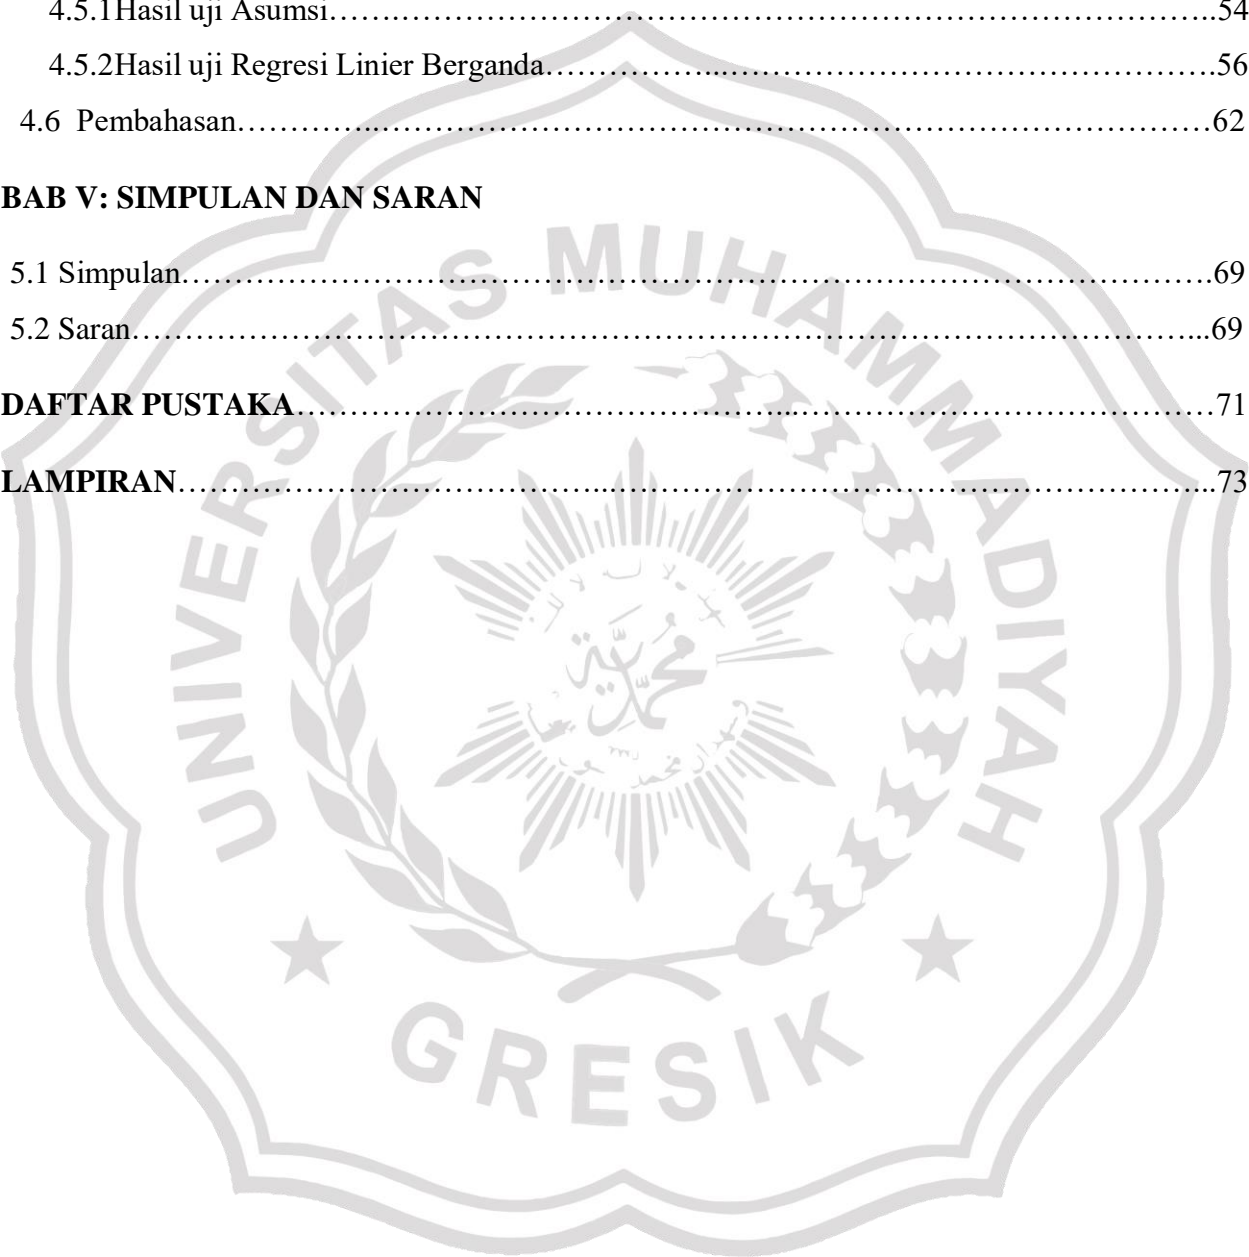 4.5.1Hasil uji Asumsi…….………………………………………………………………..54
4.5.2Hasil uji Regresi Linier Berganda……………...……………………………….56
4.6 Pembahasan………….……………………………………………………………62
BAB V: SIMPULAN DAN SARAN
5.1 Simpulan……………………………………………………………………….69
5.2 Saran…………………………………………………………………………...69
DAFTAR PUSTAKA………………………………..…………………………71
LAMPIRAN…………………………..…………………………………………..73
UNIVERSITAS MUHAMMADIYAH
GRESIK
محمدية